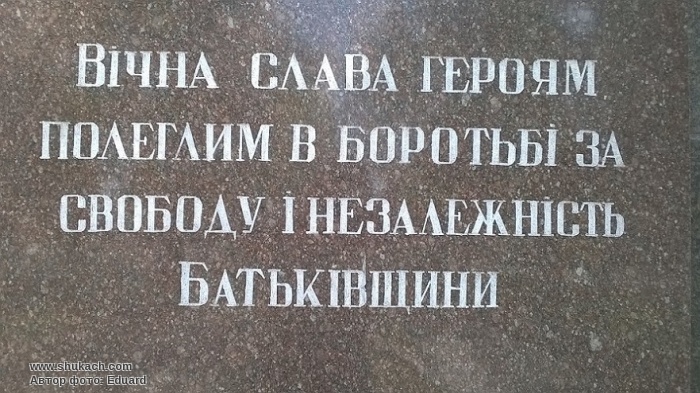 Вічна слава героям
полеглим в боротьбі за
свободу і незалежність
Батьківщини
www.shukach.com
Автор фото: Eduard